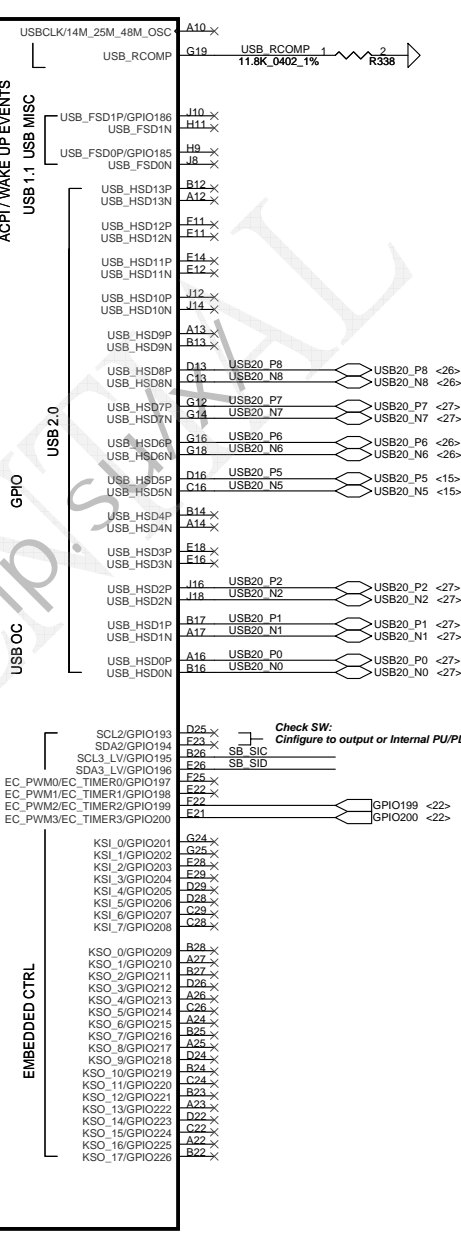 USBCLK/14M_25M_48M_OSC A10
USB_RCOMP G19 USB_RCOMP 1 2
11.8K_0402_1% R338
ACPI / WAKE UP EVENTS
USB 1.1 USB MISC
USB_FSD1P/GPIO186 J10
USB_FSD1N H11
USB_FSD0P/GPIO185 H9
USB_FSD0N J8
USB_HSD13P B12
USB_HSD13N A12
USB_HSD12P F11
USB_HSD12N E11
USB_HSD11P E14
USB_HSD11N E12
USB_HSD10P J12
USB_HSD10N J14
USB_HSD9P A13
USB_HSD9N B13
USB_HSD8P D13 USB20_P8 USB20_P8 <26>
USB_HSD8N C13 USB20_N8 USB20_N8 <26>
USB_HSD7P G12 USB20_P7 USB20_P7 <27>
USB_HSD7N G14 USB20_N7 USB20_N7 <27>
USB 2.0
USB_HSD6P G16 USB20_P6 USB20_P6 <26>
USB_HSD6N G18 USB20_N6 USB20_N6 <26>
GPIO
USB_HSD5P D16 USB20_P5 USB20_P5 <15>
USB_HSD5N C16 USB20_N5 USB20_N5 <15>
USB_HSD4P B14
USB_HSD4N A14
USB_HSD3P E18
USB_HSD3N E16
USB_HSD2P J16 USB20_P2 USB20_P2 <27>
USB_HSD2N J18 USB20_N2 USB20_N2 <27>
USB OC
USB_HSD1P B17 USB20_P1 USB20_P1 <27>
USB_HSD1N A17 USB20_N1 USB20_N1 <27>
USB_HSD0P A16 USB20_P0 USB20_P0 <27>
USB_HSD0N B16 USB20_N0 USB20_N0 <27>
Check SW:
Cinfigure to output or Internal PU/PD
SCL2/GPIO193 D25
SDA2/GPIO194 F23
SCL3_LV/GPIO195 B26 SB_SIC
SDA3_LV/GPIO196 E26 SB_SID
EC_PWM0/EC_TIMER0/GPIO197 F25
EC_PWM1/EC_TIMER1/GPIO198 E22
EC_PWM2/EC_TIMER2/GPIO199 F22 GPIO199 <22>
EC_PWM3/EC_TIMER3/GPIO200 E21 GPIO200 <22>
KSI_0/GPIO201 G24
KSI_1/GPIO202 G25
KSI_2/GPIO203 E28
KSI_3/GPIO204 E29
KSI_4/GPIO205 D29
KSI_5/GPIO206 D28
KSI_6/GPIO207 C29
KSI_7/GPIO208 C28
EMBEDDED CTRL
KSO_0/GPIO209 B28
KSO_1/GPIO210 A27
KSO_2/GPIO211 B27
KSO_3/GPIO212 D26
KSO_4/GPIO213 A26
KSO_5/GPIO214 C26
KSO_6/GPIO215 A24
KSO_7/GPIO216 B25
KSO_8/GPIO217 A25
KSO_9/GPIO218 D24
KSO_10/GPIO219 B24
KSO_11/GPIO220 C24
KSO_12/GPIO221 B23
KSO_13/GPIO222 A23
KSO_14/GPIO223 D22
KSO_15/GPIO224 C22
KSO_16/GPIO225 A22
KSO_17/GPIO226 B22